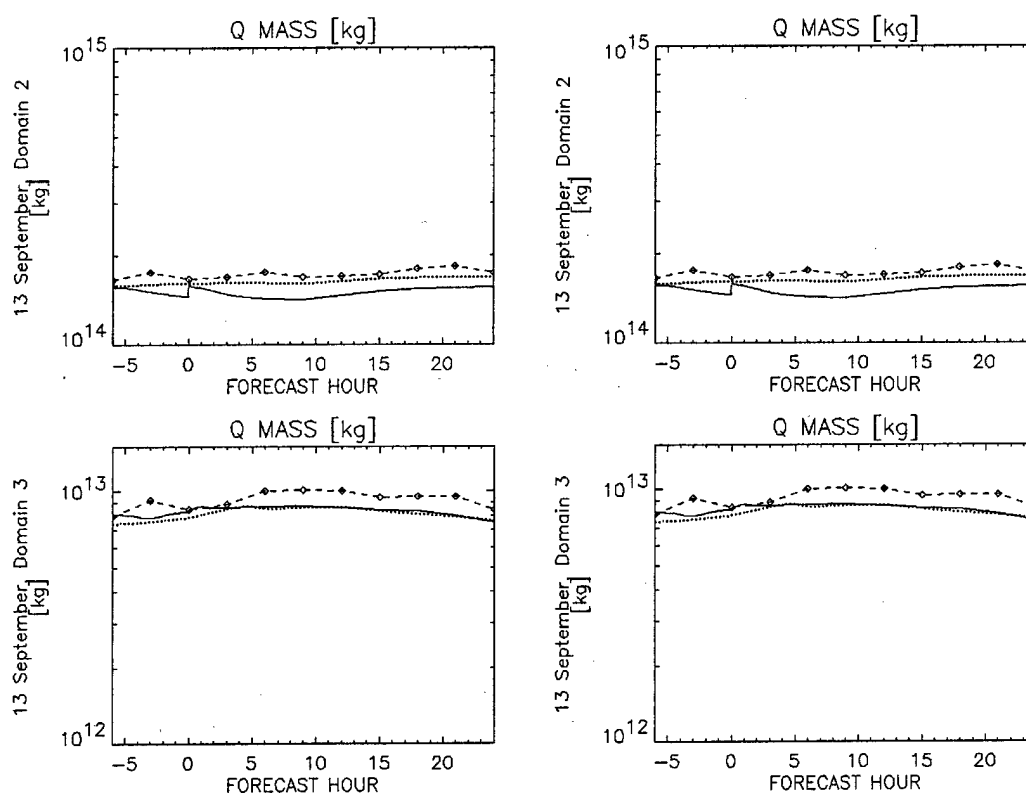 Q MASS [kg]
10^15
10^14
13 September, Domain 2
[kg]
-5 0 5 10 15 20
FORECAST HOUR
Q MASS [kg]
10^15
10^14
13 September, Domain 2
[kg]
-5 0 5 10 15 20
FORECAST HOUR
Q MASS [kg]
10^13
10^12
13 September, Domain 3
[kg]
-5 0 5 10 15 20
FORECAST HOUR
Q MASS [kg]
10^13
10^12
13 September, Domain 3
[kg]
-5 0 5 10 15 20
FORECAST HOUR